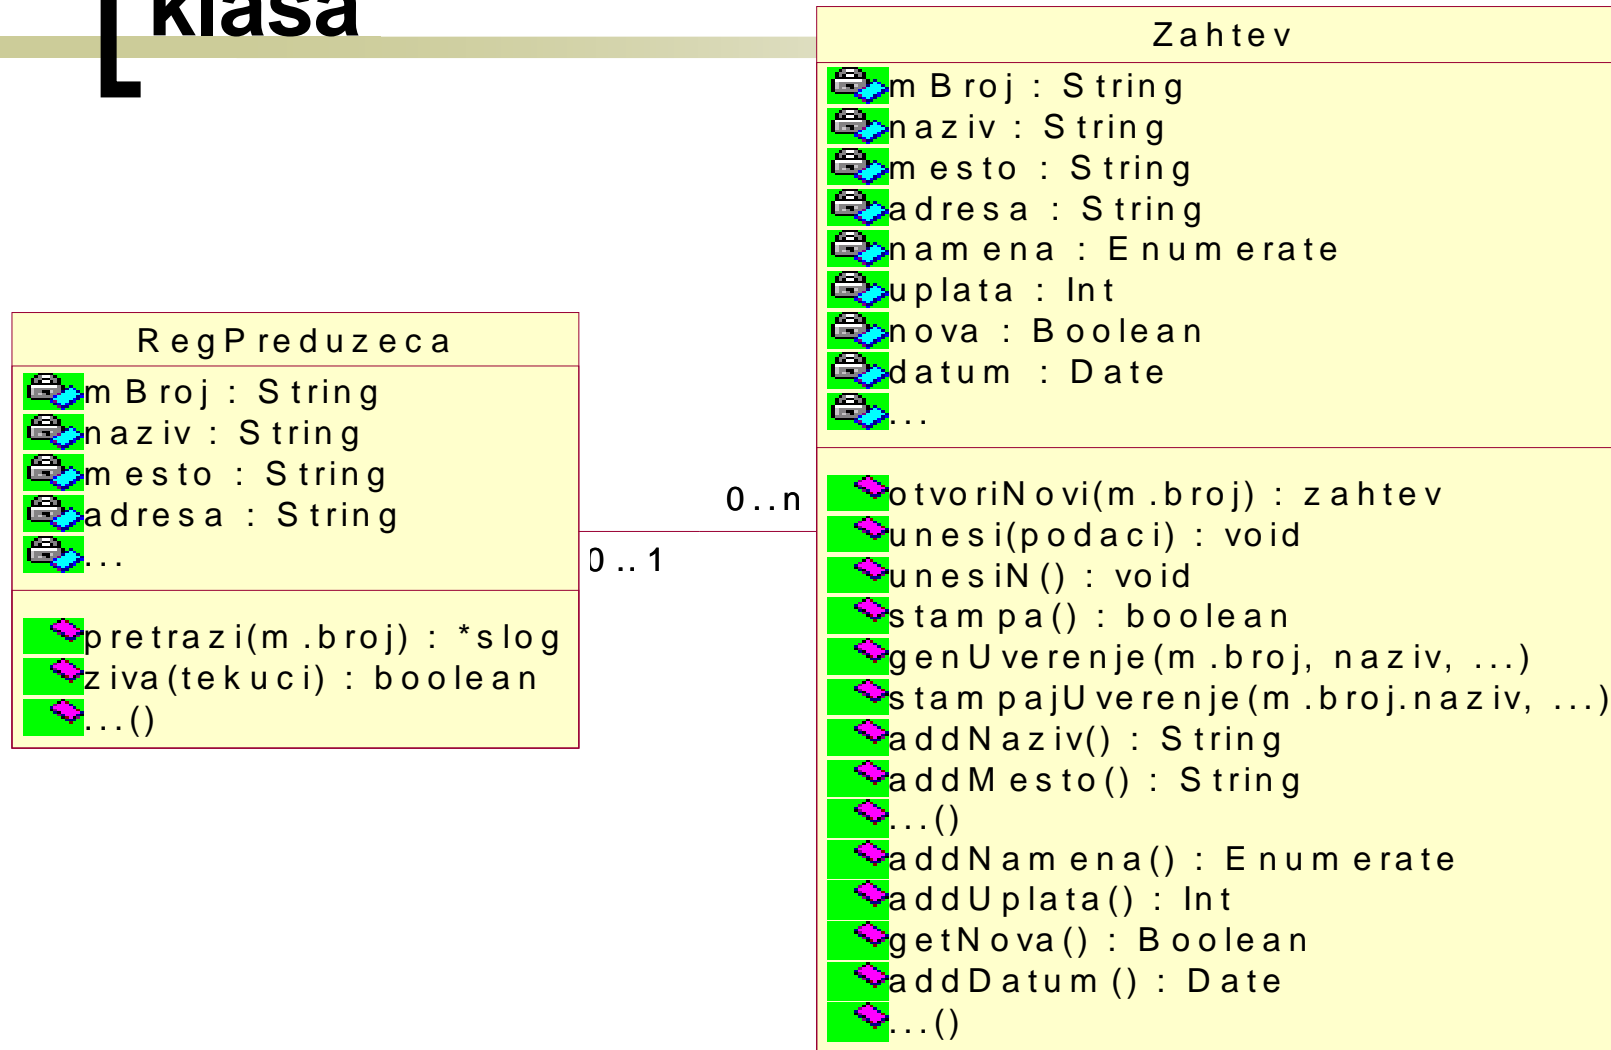 klasa
Zahtev
mBroj : String
naziv : String
mesto : String
adresa : String
namena : Enumerate
uplata : Int
nova : Boolean
datum : Date
...
otvoriNovi(m.broj) : zahtev
unesi(podaci) : void
unesiN() : void
stampa() : boolean
genUverenje(m.broj, naziv, ...)
stampajUverenje(m.broj.naziv, ...)
addNaziv() : String
addMesto() : String
...()
addNamena() : Enumerate
addUplata() : Int
getNova() : Boolean
addDatum() : Date
...()
RegPreduzeca
mBroj : String
naziv : String
mesto : String
adresa : String
...
pretrazi(m.broj) : *slog
ziva(tekuci) : boolean
...()
0..n
0..1